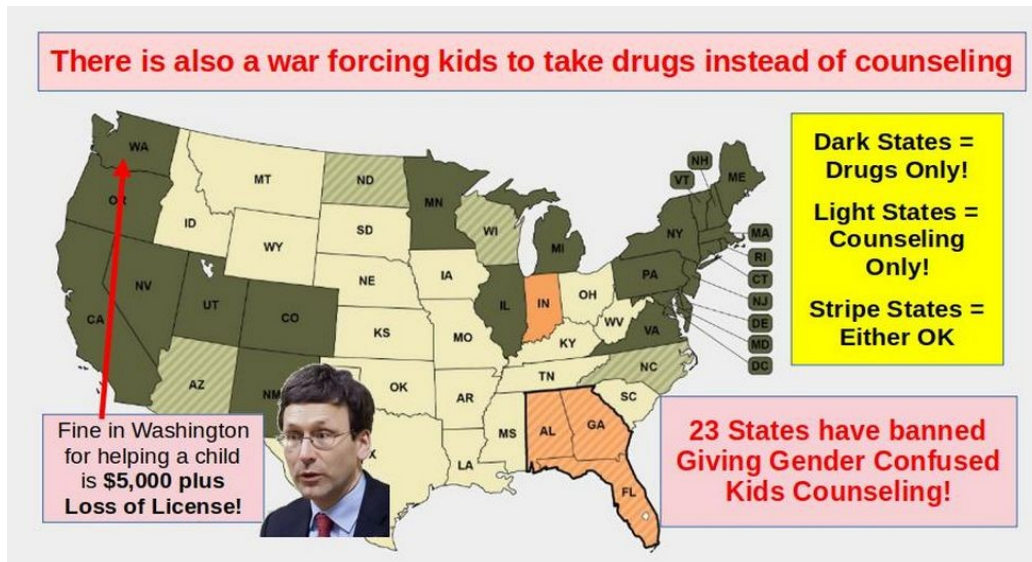 There is also a war forcing kids to take drugs instead of counseling
Dark States =
Drugs Only!
Light States =
Counseling
Only!
Stripe States =
Either OK
WA
OR
CA
NV
ID
MT
WY
UT
CO
AZ
NM
ND
SD
NE
KS
OK
X
MN
IA
MO
AR
LA
WI
IL
MI
IN
OH
KY
TN
MS
AL
GA
FL
SC
NC
VA
WV
PA
NY
VT
NH
ME
MA
RI
CT
NJ
DE
MD
DC
Fine in Washington
for helping a child
is $5,000 plus
Loss of License!
23 States have banned
Giving Gender Confused
Kids Counseling!